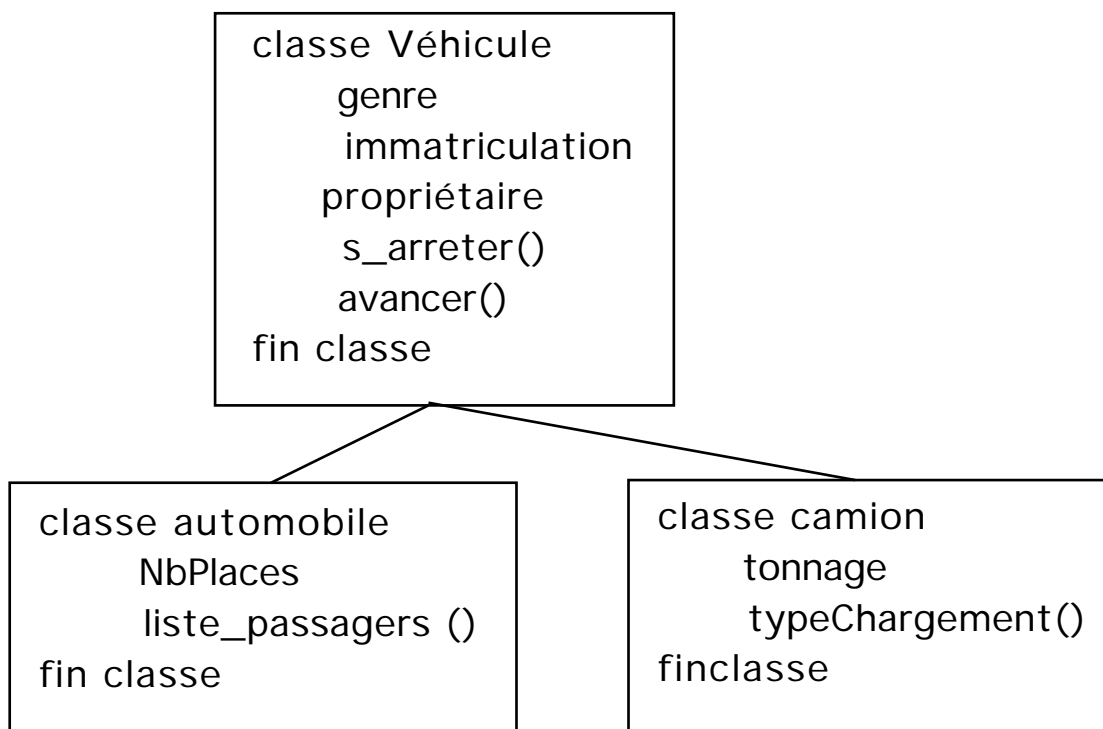 classe Véhicule
genre
immatriculation
propriétaire
s_arreter()
avancer()
fin classe
classe automobile
NbPlaces
liste_passagers ()
fin classe
classe camion
tonnage
typeChargement()
finclasse